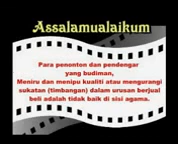 Assalamualaikum
Para penonton dan pendengar
yang budiman,
Meniru dan menipu kualiti atau mengurangi
sukatan (timbangan) dalam urusan berjual
beli adalah tidak baik di sisi agama.